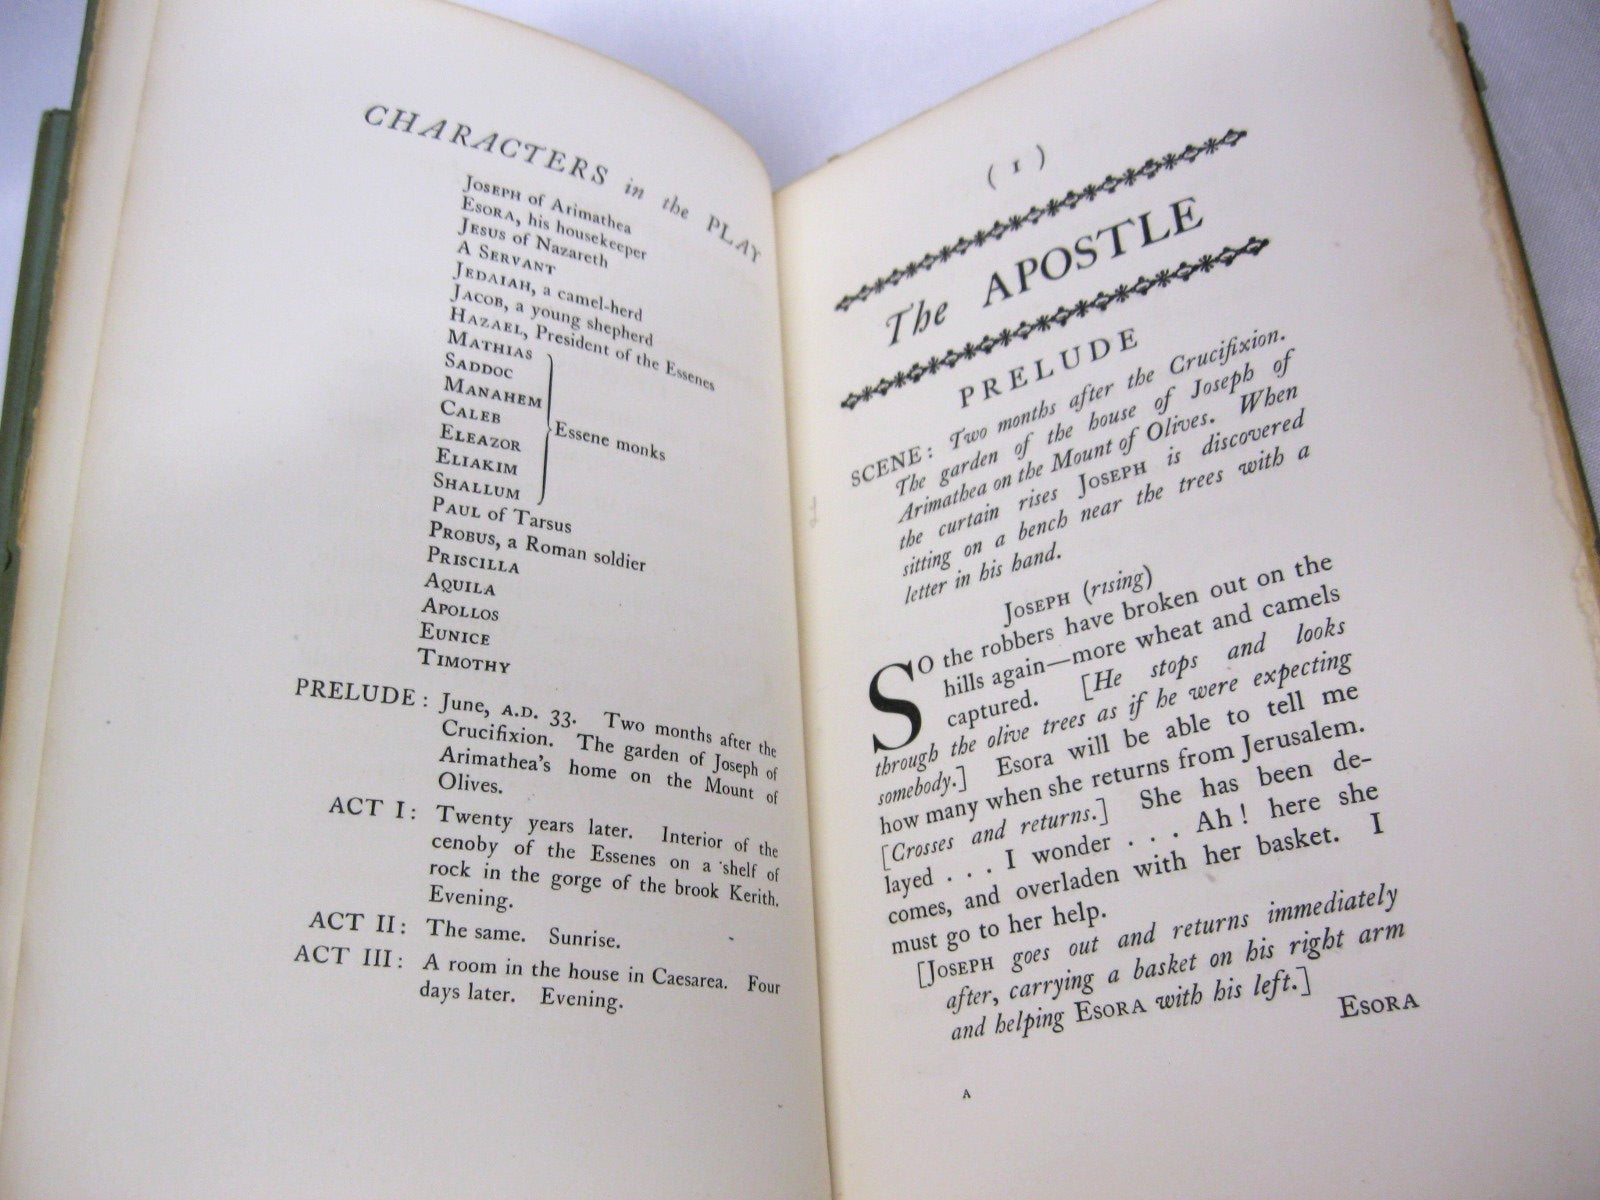 CHARACTERS in the PLAY
JOSEPH of Arimathea
ESORA, his housekeeper
JESUS of Nazareth
A SERVANT
JEDAIAH, a camel-herd
JACOB, a young shepherd
HAZAEL, President of the Essenes
MATHIAS
SADDOC
MANAHEM
CALEB
ELEAZOR
ELIAKIM
SHALLUM
Essene monks
PAUL of Tarsus
PROBUS, a Roman soldier
PRISCILLA
AQUILA
APOLLOS
EUNICE
TIMOTHY
PRELUDE: June, A.D. 33. Two months after the
Crucifixion. The garden of Joseph of
Arimathea's home on the Mount of
Olives.
ACT I: Twenty years later. Interior of the
cenoby of the Essenes on a shelf of
rock in the gorge of the brook Kerith.
Evening.
ACT II: The same. Sunrise.
ACT III: A room in the house in Caesarea. Four
days later. Evening.
(1)
The APOSTLE
PRELUDE
SCENE: Two months after the Crucifixion.
The garden of the house of Joseph of
Arimathea on the Mount of Olives. When
the curtain rises JOSEPH is discovered
sitting on a bench near the trees with a
letter in his hand.
JOSEPH (rising)
SO the robbers have broken out on the
hills again—more wheat and camels
captured. [He stops and looks
through the olive trees as if he were expecting
somebody.] Esora will be able to tell me
how many when she returns from Jerusalem.
[Crosses and returns.] She has been de-
layed . . . I wonder . . . Ah! here she
comes, and overladen with her basket. I
must go to her help.
[JOSEPH goes out and returns immediately
after, carrying a basket on his right arm
and helping ESORA with his left.]
ESORA
A